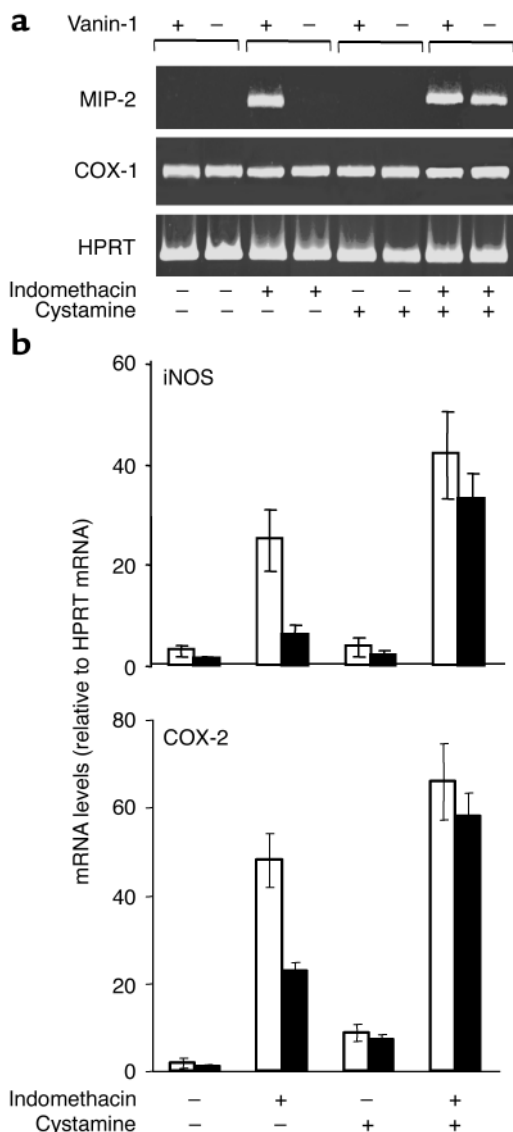 a
Vanin-1 + − + − + − + −
MIP-2
COX-1
HPRT
Indomethacin − − + + − − + +
Cystamine − − − − + + + +
b
mRNA levels (relative to HPRT mRNA)
iNOS
60
40
20
0
COX-2
80
60
40
20
0
Indomethacin − + − +
Cystamine − − + +